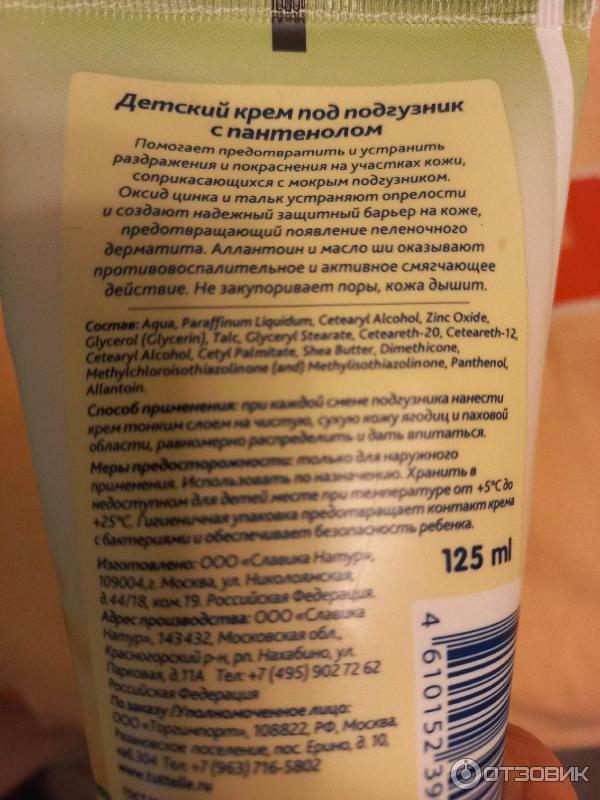 Детский крем под подгузник
с пантенолом
Помогает предотвратить и устранить
раздражения и покраснения на участках кожи,
соприкасающихся с мокрым подгузником.
Оксид цинка и тальк устраняют опрелости
и создают надежный защитный барьер на коже,
предотвращающий появление пеленочного
дерматита. Аллантоин и масло ши оказывают
противовоспалительное и активное смягчающее
действие. Не закупоривает поры, кожа дышит.
Состав: Aqua, Paraffinum Liquidum, Cetearyl Alcohol, Zinc Oxide,
Glycerol (Glycerin), Talc, Glyceryl Stearate, Ceteareth-20, Ceteareth-12,
Cetearyl Alcohol, Cetyl Palmitate, Shea Butter, Dimethicone,
Methylchloroisothiazolinone (and) Methylisothiazolinone, Panthenol,
Allantoin.
Способ применения: при каждой смене подгузника нанести
крем тонким слоем на чистую, сухую кожу ягодиц и паховой
области, равномерно распределить и дать впитаться.
Меры предосторожности: только для наружного
применения. Использовать по назначению. Хранить в
недоступном для детей месте при температуре от +5°C до
+25°C. Гигиеничная упаковка предотвращает контакт крема
с бактериями и обеспечивает безопасность ребенка.
125 ml
Изготовлено: ООО «Славика Натур»,
109004, г. Москва, ул. Николоямская,
д.44/18, ком.19. Российская Федерация.
Адрес производства: ООО «Славика
Натур», 143432, Московская обл.,
Красногорский р-н, рп. Нахабино, ул.
Парковая, д.11А Тел: +7 (495) 902 72 62
Российская Федерация
По заказу /Уполномоченное лицо:
ООО «Торгимпорт», 108822, РФ, Москва,
Рязановское поселение, пос. Ерино, д. 10,
каб.304 Тел: +7 (963) 716-5802
www.tuttelle.ru
4 610152 39
ОТЗОВИК